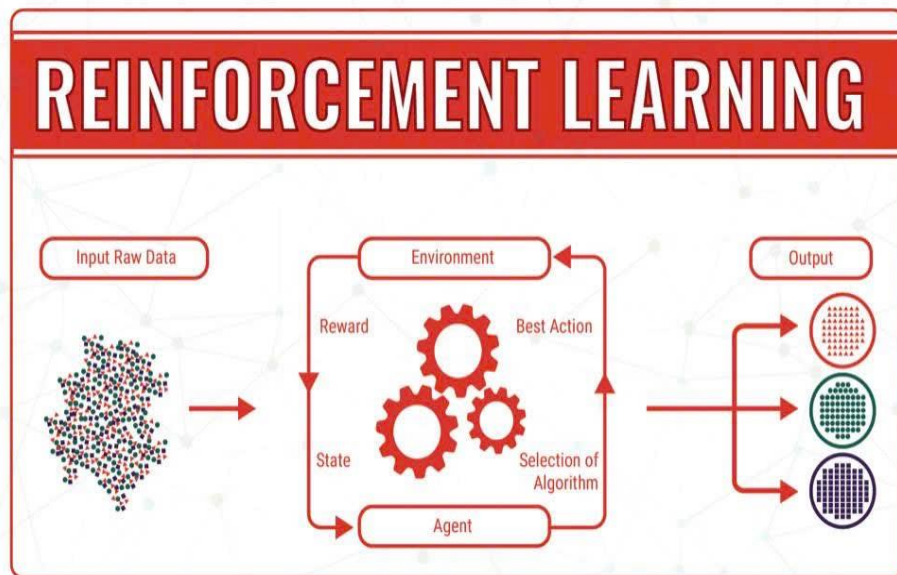 REINFORCEMENT LEARNING
Input Raw Data
Environment
Output
Reward
Best Action
State
Selection of
Algorithm
Agent